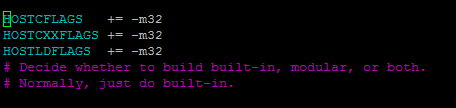 HOSTCFLAGS   += -m32
HOSTCXXFLAGS += -m32
HOSTLDFLAGS  += -m32
# Decide whether to build built-in, modular, or both.
# Normally, just do built-in.